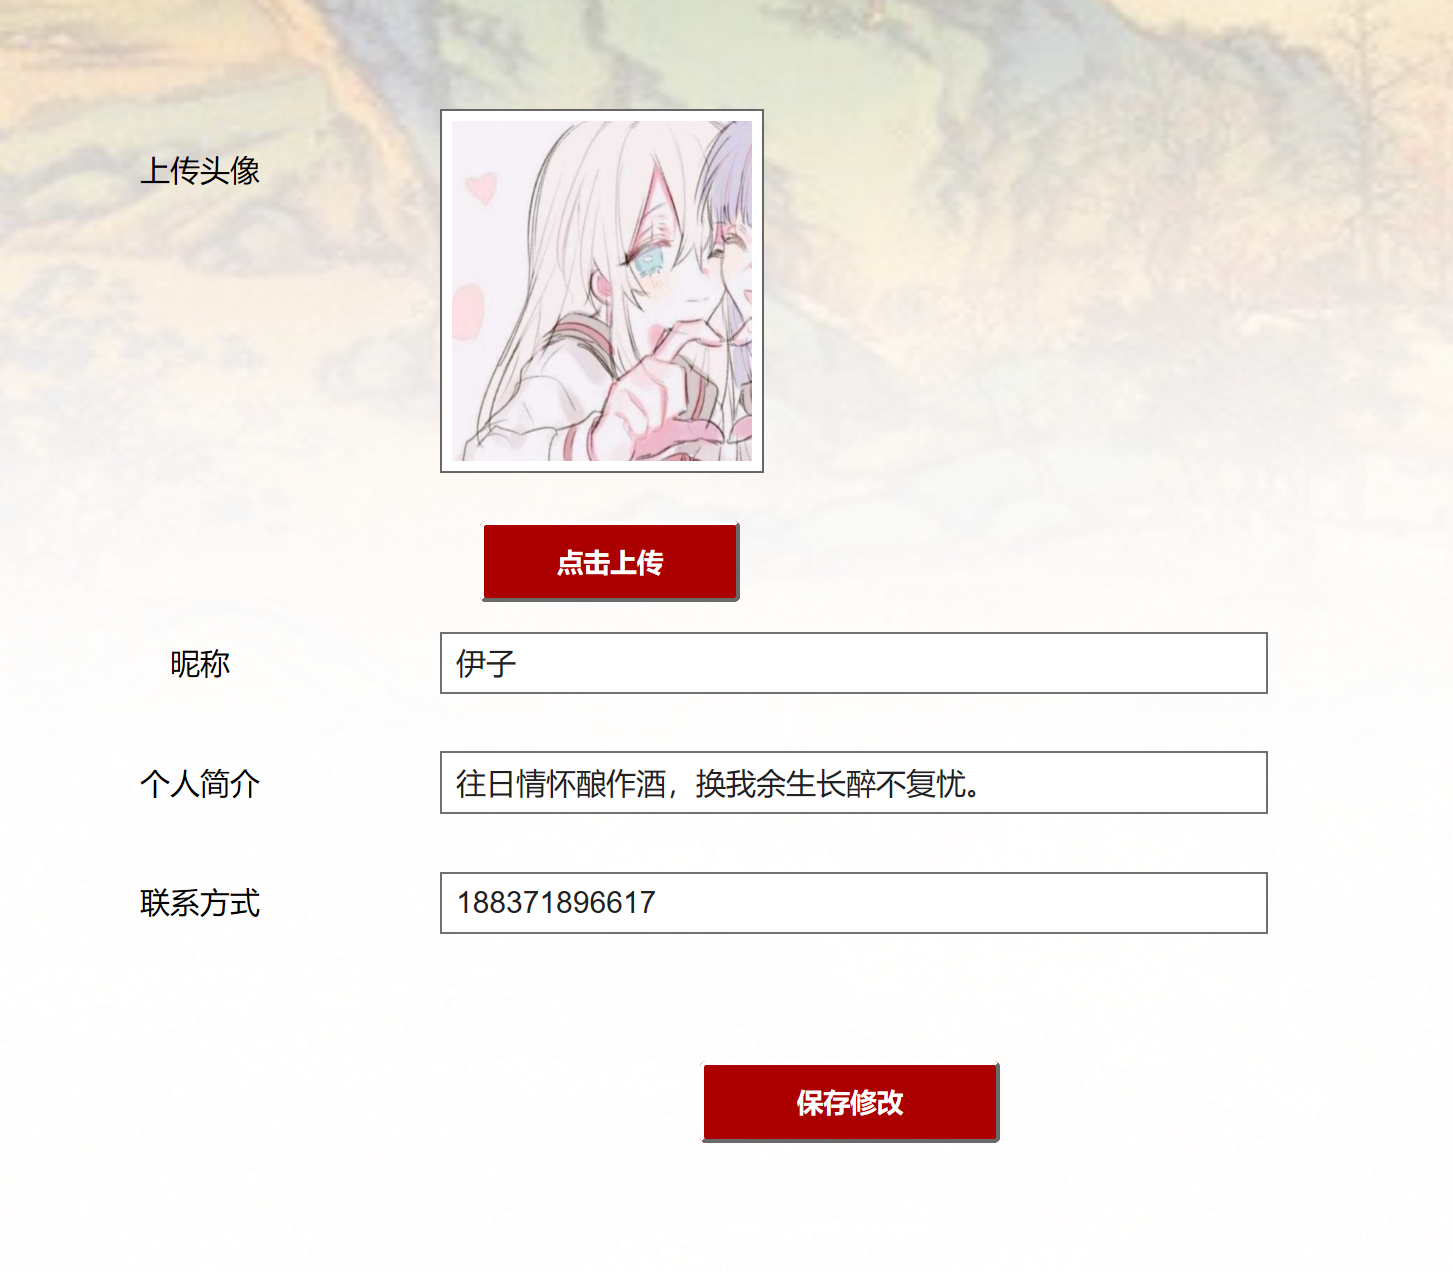 上传头像
点击上传
昵称
伊子
个人简介
往日情怀酿作酒，换我余生长醉不复忧。
联系方式
188371896617
保存修改